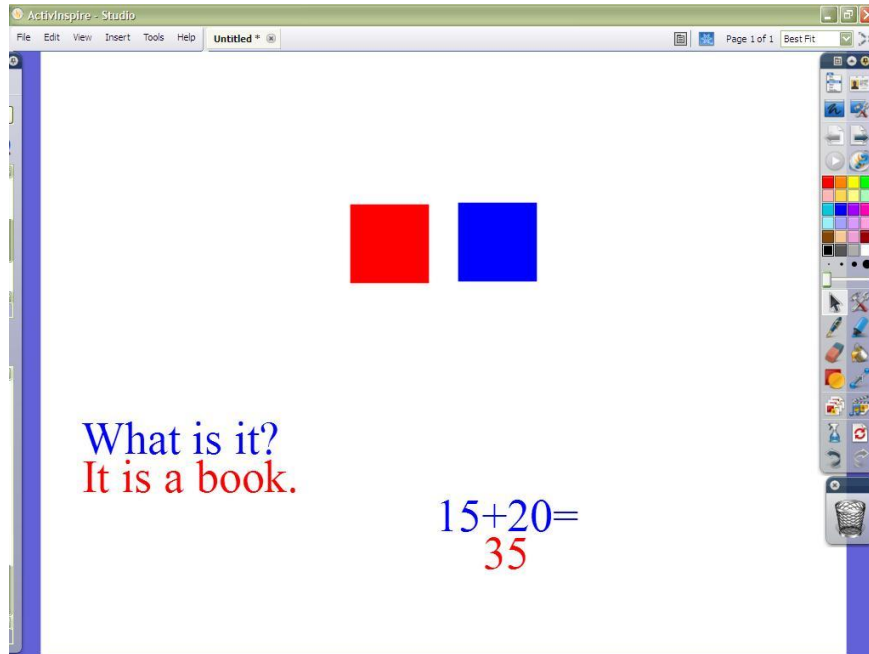 ActivInspire - Studio
File Edit View Insert Tools Help Untitled * Page 1 of 1 Best Fit
What is it?
It is a book.
15+20=
35